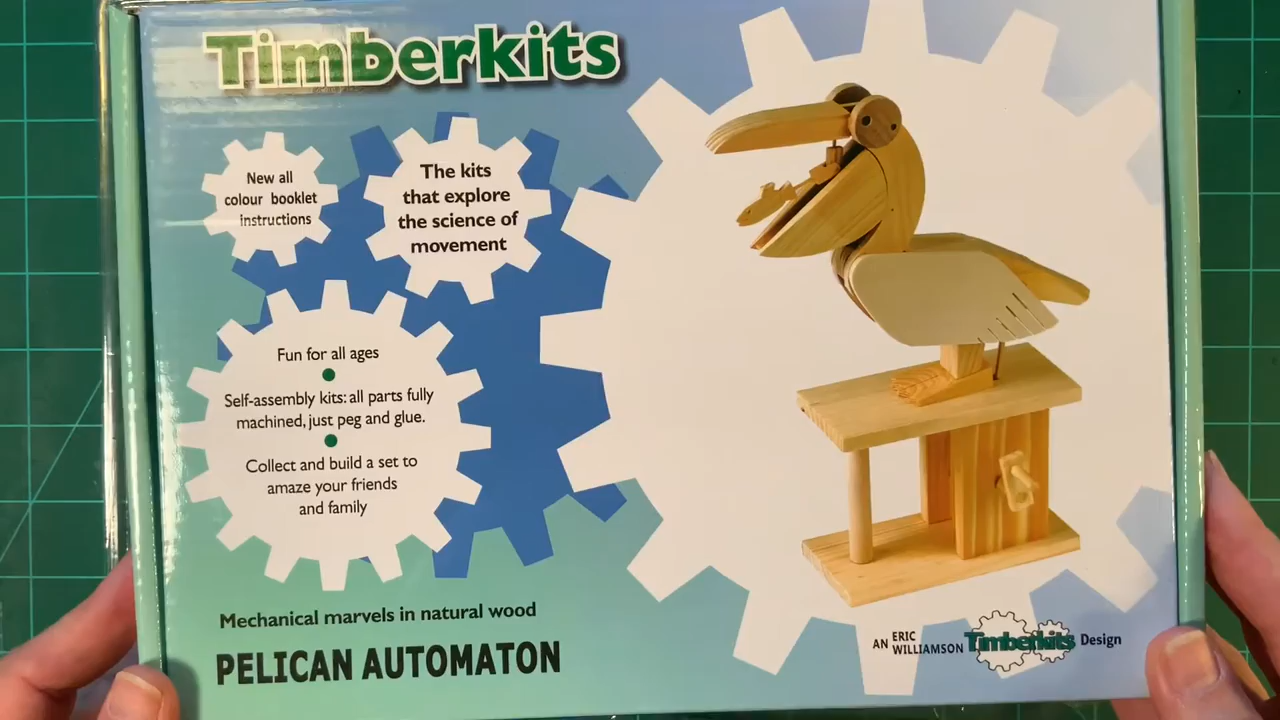 Timberkits
New all
colour booklet
instructions
The kits
that explore
the science of
movement
Fun for all ages
Self-assembly kits: all parts fully
machined, just peg and glue.
Collect and build a set to
amaze your friends
and family
Mechanical marvels in natural wood
PELICAN AUTOMATON
AN ERIC
WILLIAMSON Timberkits Design